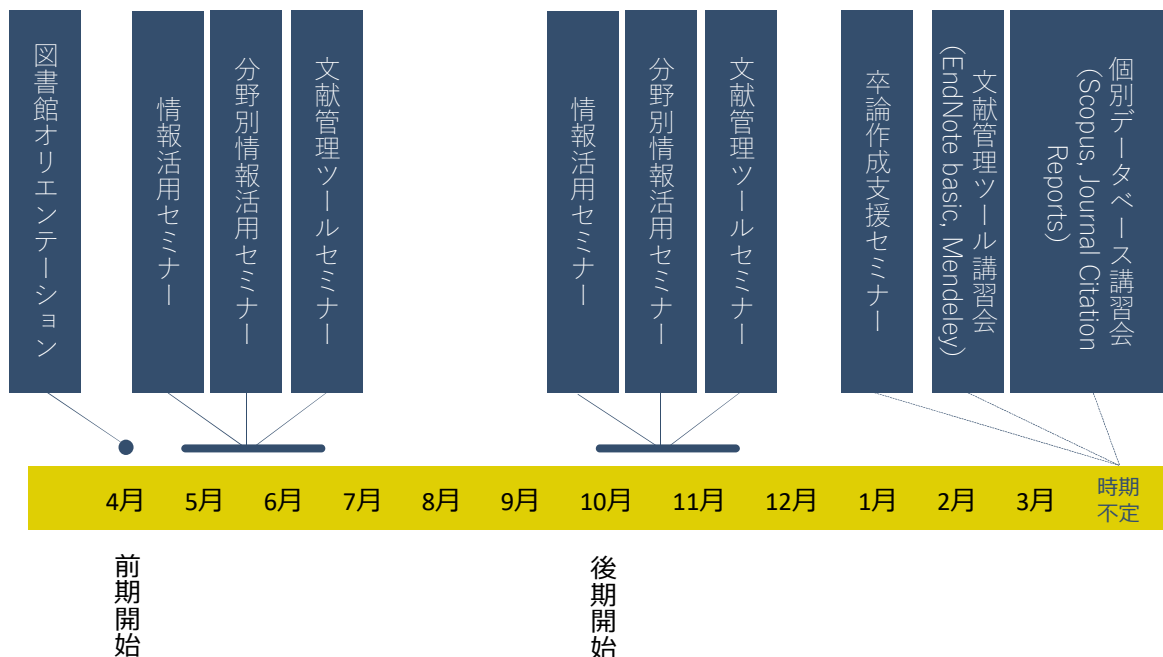 図書館オリエンテーション
情報活用セミナー
分野別情報活用セミナー
文献管理ツールセミナー
情報活用セミナー
分野別情報活用セミナー
文献管理ツールセミナー
卒論作成支援セミナー
文献管理ツール講習会
(EndNote basic, Mendeley)
個別データベース講習会
(Scopus, Journal Citation
Reports)
4月 5月 6月 7月 8月 9月 10月 11月 12月 1月 2月 3月
時期
不定
前期開始
後期開始